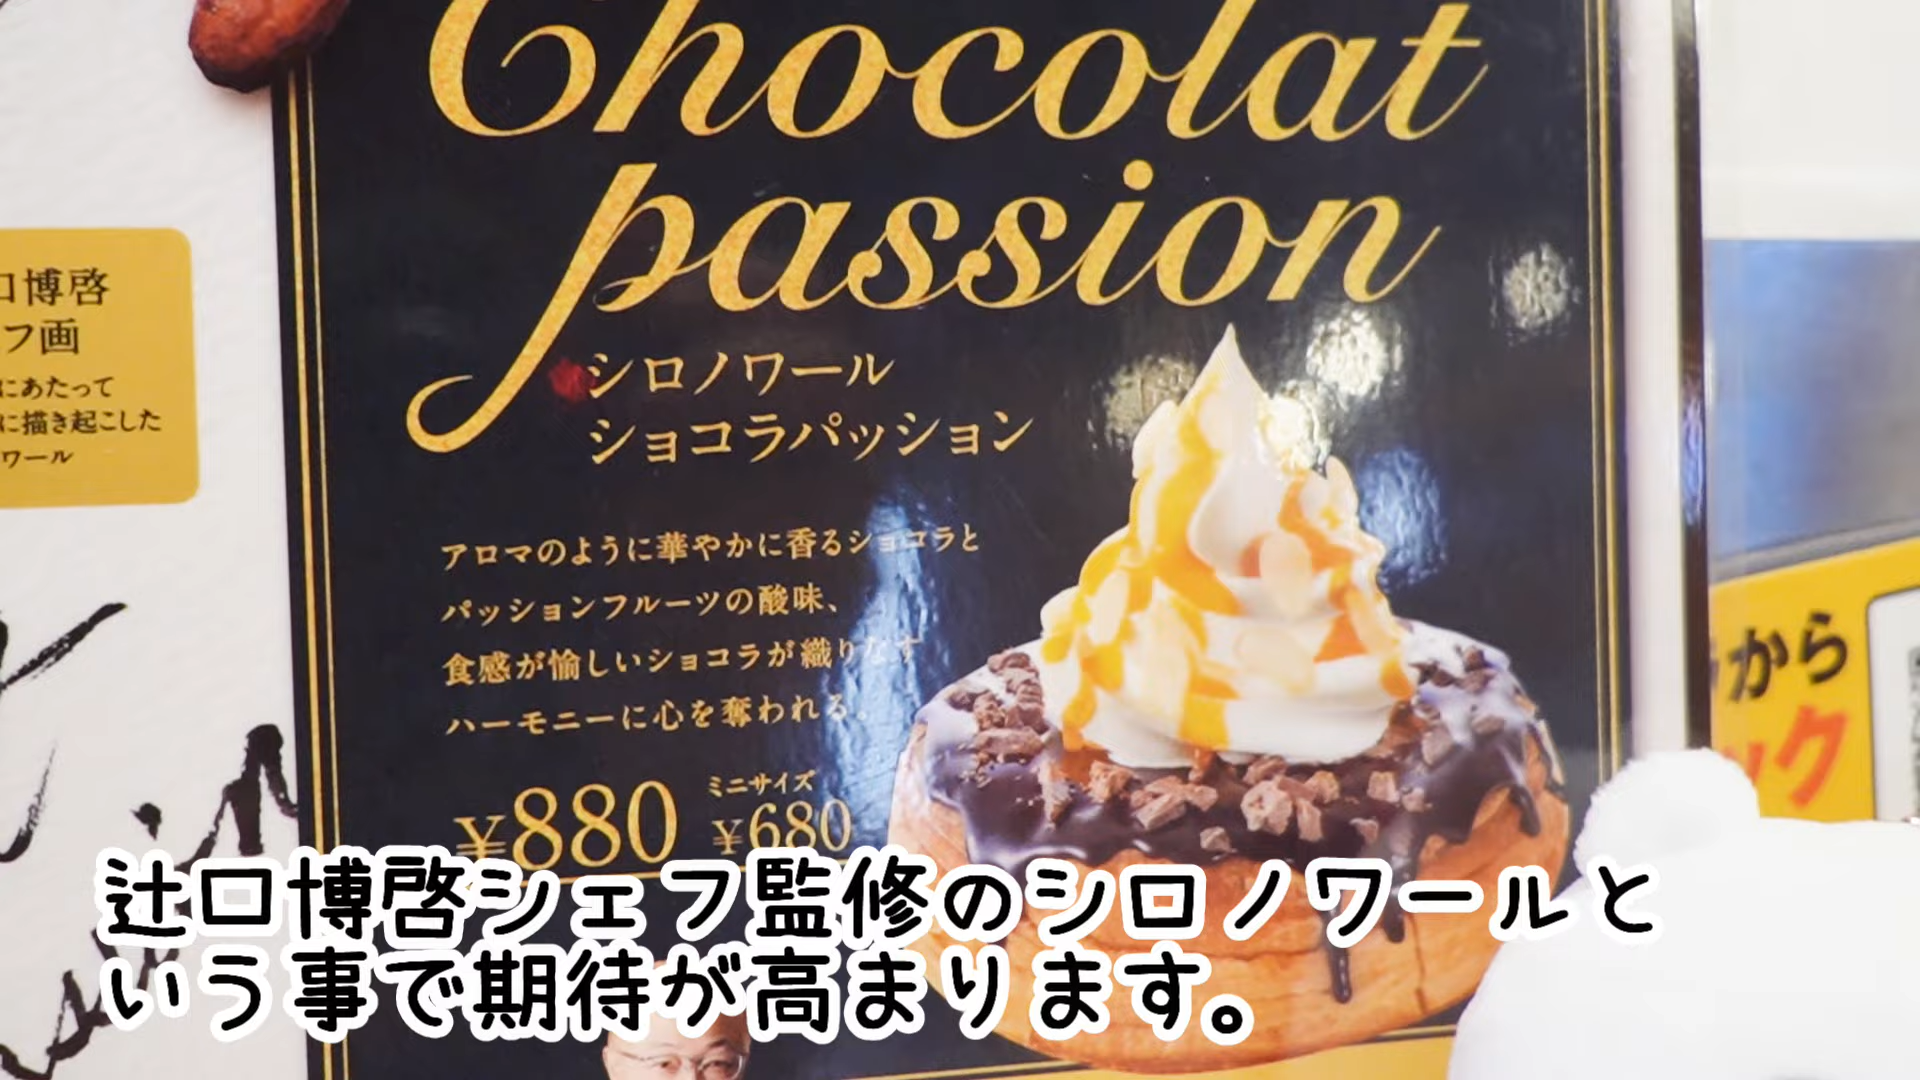 Chocolat
passion
シロノワール
ショコラパッション
アロマのように華やかに香るショコラと
パッションフルーツの酸味、
食感が愉しいショコラが織りなす
ハーモニーに心を奪われる。
¥880
ミニサイズ
¥680
口博啓
フ画
にあたって
に描き起こした
ワール
から
ック
辻口博啓シェフ監修のシロノワールと
いう事で期待が高まります。